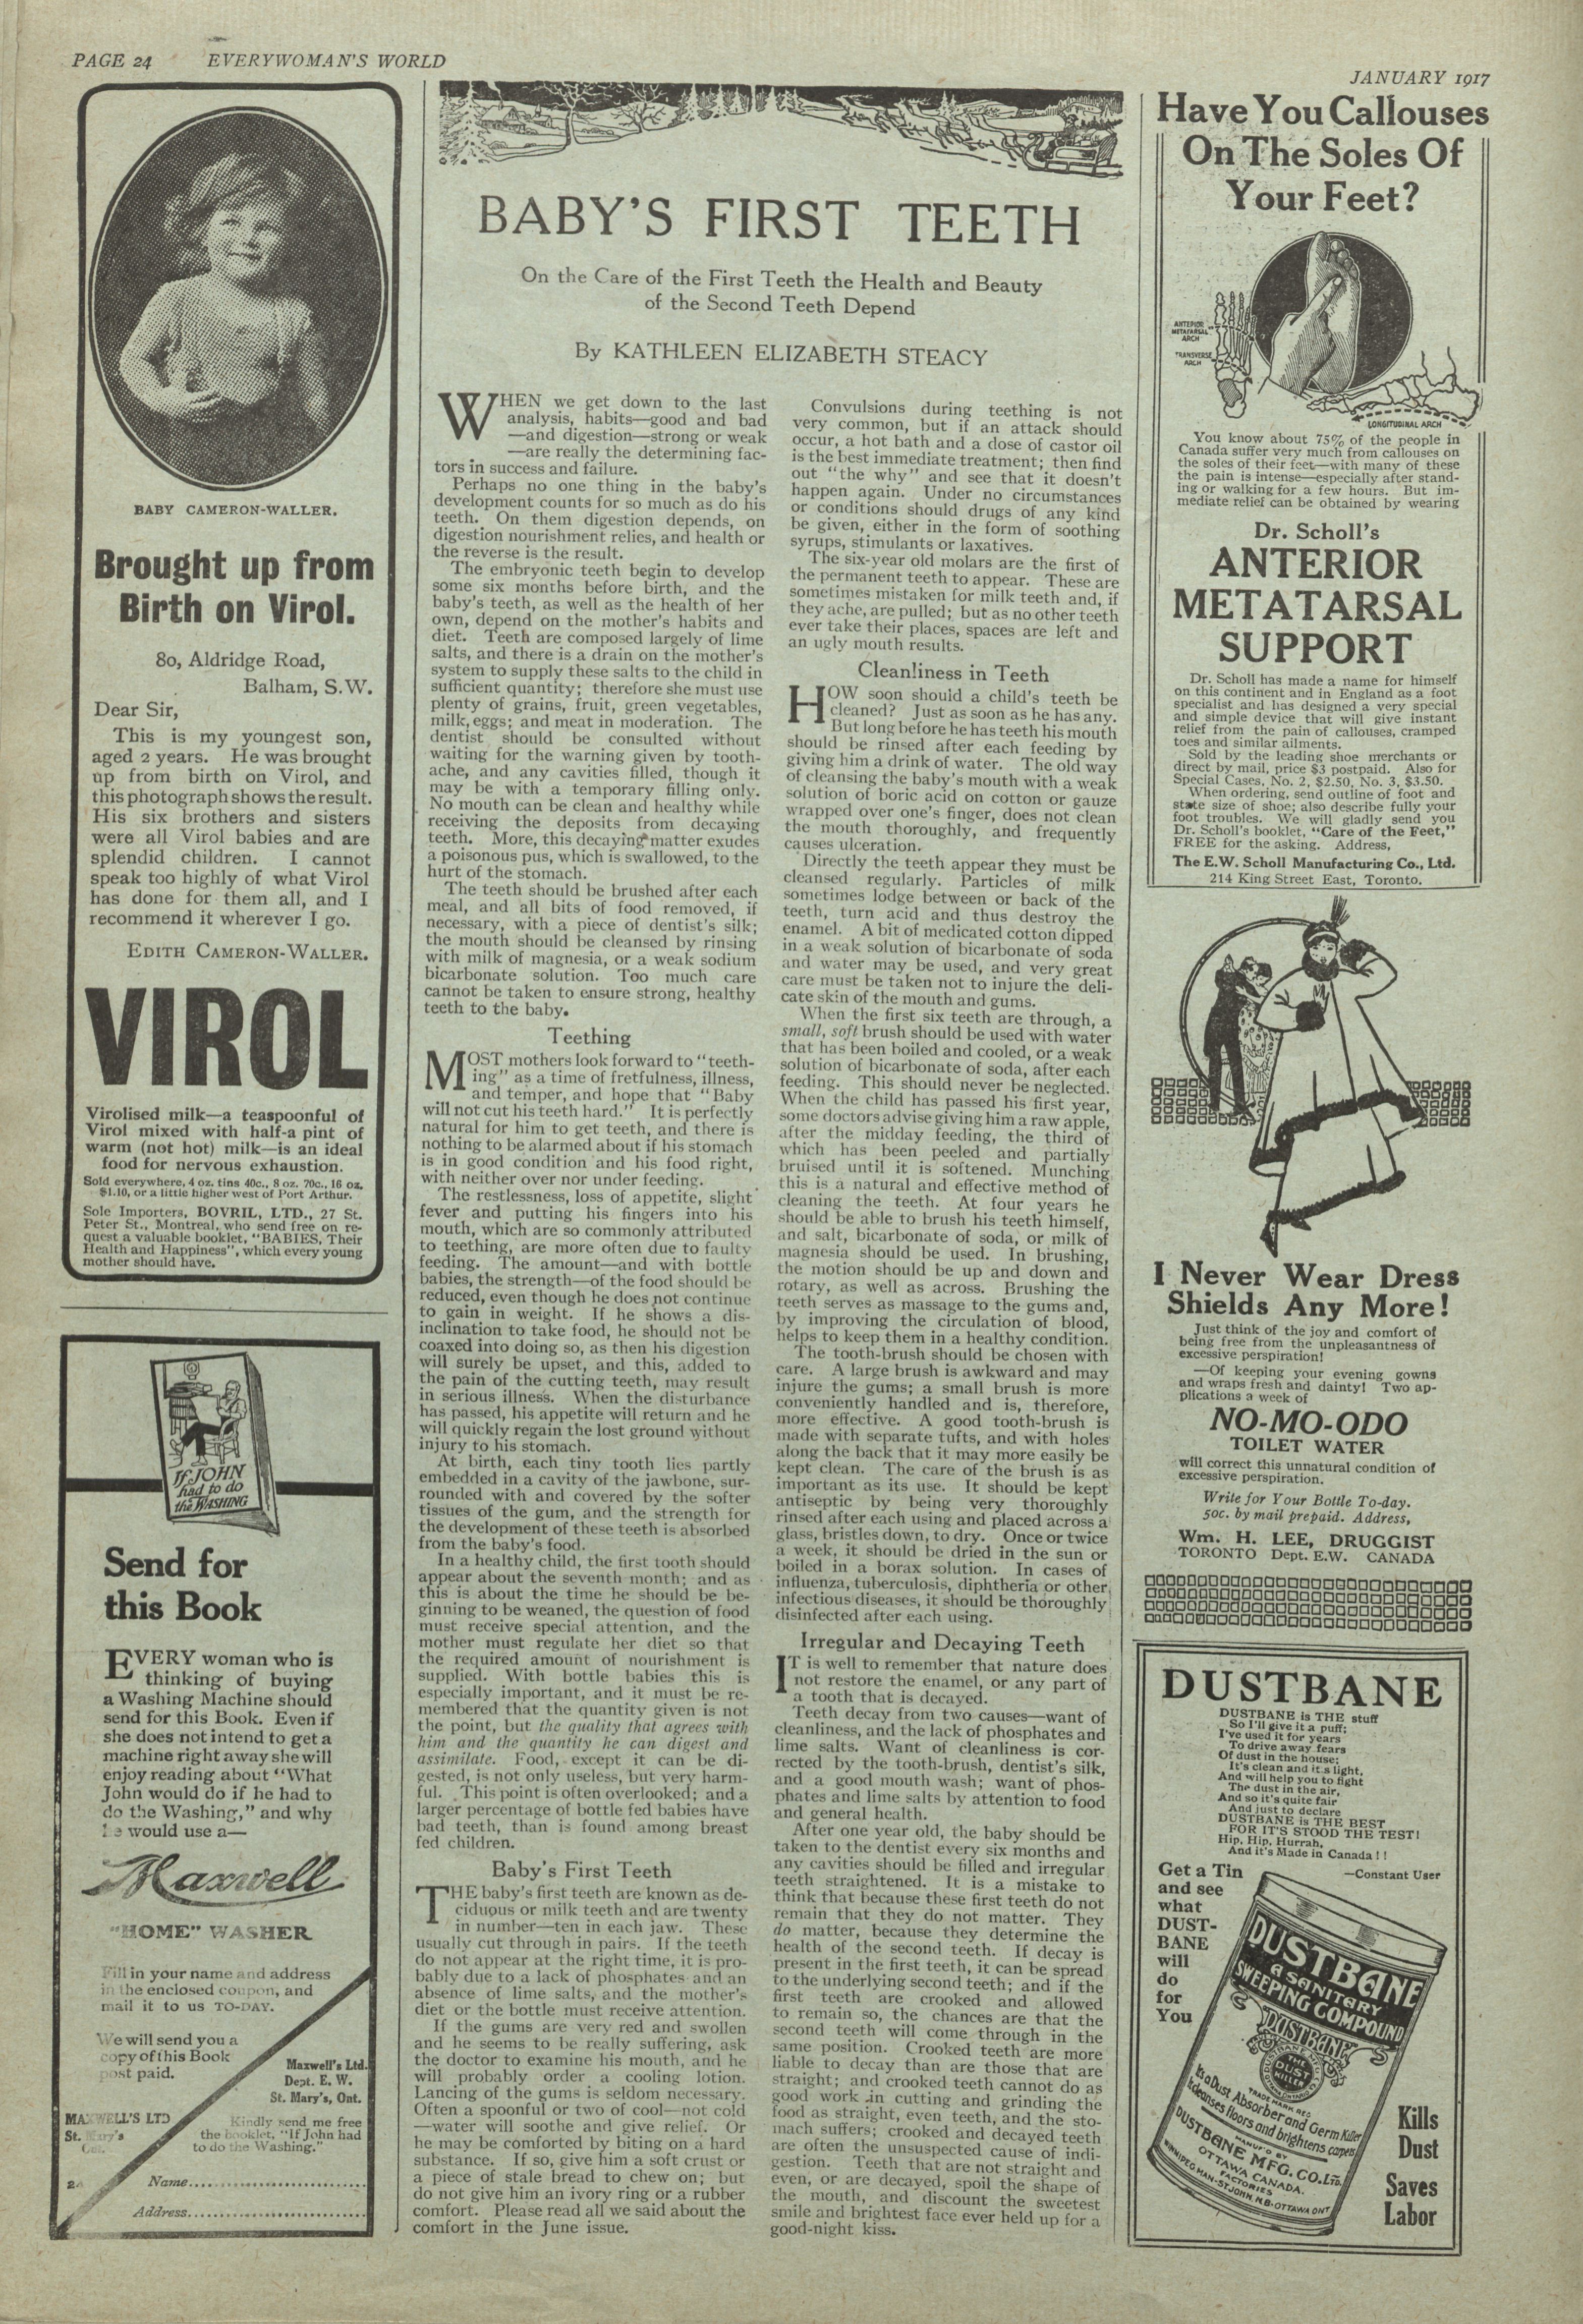 PAGE 24 EVERYWOMAN'S WORLD
JANUARY 1917
BABY CAMERON-WALLER.
Brought up from
Birth on Virol.
80, Aldridge Road,
Balham, S.W.
Dear Sir,
This is my youngest son,
aged 2 years. He was brought
up from birth on Virol, and
this photograph shows the result.
His six brothers and sisters
were all Virol babies and are
splendid children. I cannot
speak too highly of what Virol
has done for them all, and I
recommend it wherever I go.
EDITH CAMERON-WALLER.
VIROL
Virolised milk—a teaspoonful of
Virol mixed with half-a pint of
warm (not hot) milk—is an ideal
food for nervous exhaustion.
Sold everywhere, 4 oz. tins 40c., 8 oz. 70c., 16 oz.
$1.10, or a little higher west of Port Arthur.
Sole Importers, BOVRIL, LTD., 27 St.
Peter St., Montreal, who send free on re-
quest a valuable booklet, "BABIES, Their
Health and Happiness", which every young
mother should have.
If JOHN
had to do
the WASHING
Send for
this Book
EVERY woman who is
thinking of buying
a Washing Machine should
send for this Book. Even if
she does not intend to get a
machine right away she will
enjoy reading about "What
John would do if he had to
do the Washing," and why
he would use a—
Maxwell
"HOME" WASHER
Fill in your name and address
in the enclosed coupon, and
mail it to us TO-DAY.
We will send you a
copy of this Book
post paid.
Maxwell's Ltd.
Dept. E. W.
St. Mary's, Ont.
MAXWELL'S LTD
St. Mary's
Ont.
Kindly send me free
the booklet, "If John had
to do the Washing."
Name
Address
BABY'S FIRST TEETH
On the Care of the First Teeth the Health and Beauty
of the Second Teeth Depend
By KATHLEEN ELIZABETH STEACY
WHEN we get down to the last
analysis, habits—good and bad
—and digestion—strong or weak
—are really the determining fac-
tors in success and failure.
Perhaps no one thing in the baby's
development counts for so much as do his
teeth. On them digestion depends, on
digestion nourishment relies, and health or
the reverse is the result.
The embryonic teeth begin to develop
some six months before birth, and the
baby's teeth, as well as the health of her
own, depend on the mother's habits and
diet. Teeth are composed largely of lime
salts, and there is a drain on the mother's
system to supply these salts to the child in
sufficient quantity; therefore she must use
plenty of grains, fruit, green vegetables,
milk, eggs; and meat in moderation. The
dentist should be consulted without
waiting for the warning given by tooth-
ache, and any cavities filled, though it
may be with a temporary filling only.
No mouth can be clean and healthy while
receiving the deposits from decaying
teeth. More, this decaying matter exudes
a poisonous pus, which is swallowed, to the
hurt of the stomach.
The teeth should be brushed after each
meal, and all bits of food removed, if
necessary, with a piece of dentist's silk;
the mouth should be cleansed by rinsing
with milk of magnesia, or a weak sodium
bicarbonate solution. Too much care
cannot be taken to ensure strong, healthy
teeth to the baby.
Teething
MOST mothers look forward to "teeth-
ing" as a time of fretfulness, illness,
and temper, and hope that "Baby
will not cut his teeth hard." It is perfectly
natural for him to get teeth, and there is
nothing to be alarmed about if his stomach
is in good condition and his food right,
with neither over nor under feeding.
The restlessness, loss of appetite, slight
fever and putting his fingers into his
mouth, which are so commonly attributed
to teething, are more often due to faulty
feeding. The amount—and with bottle
babies, the strength—of the food should be
reduced, even though he does not continue
to gain in weight. If he shows a dis-
inclination to take food, he should not be
coaxed into doing so, as then his digestion
will surely be upset, and this, added to
the pain of the cutting teeth, may result
in serious illness. When the disturbance
has passed, his appetite will return and he
will quickly regain the lost ground without
injury to his stomach.
At birth, each tiny tooth lies partly
embedded in a cavity of the jawbone, sur-
rounded with and covered by the softer
tissues of the gum, and the strength for
the development of these teeth is absorbed
from the baby's food.
In a healthy child, the first tooth should
appear about the seventh month; and as
this is about the time he should be be-
ginning to be weaned, the question of food
must receive special attention, and the
mother must regulate her diet so that
the required amount of nourishment is
supplied. With bottle babies this is
especially important, and it must be re-
membered that the quantity given is not
the point, but the quality that agrees with
him and the quantity he can digest and
assimilate. Food, except it can be di-
gested, is not only useless, but very harm-
ful. This point is often overlooked; and a
larger percentage of bottle fed babies have
bad teeth, than is found among breast
fed children.
Baby's First Teeth
THE baby's first teeth are known as de-
ciduous or milk teeth and are twenty
in number—ten in each jaw. These
usually cut through in pairs. If the teeth
do not appear at the right time, it is pro-
bably due to a lack of phosphates and an
absence of lime salts, and the mother's
diet or the bottle must receive attention.
If the gums are very red and swollen
and he seems to be really suffering, ask
the doctor to examine his mouth, and he
will probably order a cooling lotion.
Lancing of the gums is seldom necessary.
Often a spoonful or two of cool—not cold
—water will soothe and give relief. Or
he may be comforted by biting on a hard
substance. If so, give him a soft crust or
a piece of stale bread to chew on; but
do not give him an ivory ring or a rubber
comfort. Please read all we said about the
comfort in the June issue.
Convulsions during teething is not
very common, but if an attack should
occur, a hot bath and a dose of castor oil
is the best immediate treatment; then find
out "the why" and see that it doesn't
happen again. Under no circumstances
or conditions should drugs of any kind
be given, either in the form of soothing
syrups, stimulants or laxatives.
The six-year old molars are the first of
the permanent teeth to appear. These are
sometimes mistaken for milk teeth and, if
they ache, are pulled; but as no other teeth
ever take their places, spaces are left and
an ugly mouth results.
Cleanliness in Teeth
HOW soon should a child's teeth be
cleaned? Just as soon as he has any.
But long before he has teeth his mouth
should be rinsed after each feeding by
giving him a drink of water. The old way
of cleansing the baby's mouth with a weak
solution of boric acid on cotton or gauze
wrapped over one's finger, does not clean
the mouth thoroughly, and frequently
causes ulceration.
Directly the teeth appear they must be
cleansed regularly. Particles of milk
sometimes lodge between or back of the
teeth, turn acid and thus destroy the
enamel. A bit of medicated cotton dipped
in a weak solution of bicarbonate of soda
and water may be used, and very great
care must be taken not to injure the deli-
cate skin of the mouth and gums.
When the first six teeth are through, a
small, soft brush should be used with water
that has been boiled and cooled, or a weak
solution of bicarbonate of soda, after each
feeding. This should never be neglected.
When the child has passed his first year,
some doctors advise giving him a raw apple,
after the midday feeding, the third of
which has been peeled and partially
bruised until it is softened. Munching
this is a natural and effective method of
cleaning the teeth. At four years he
should be able to brush his teeth himself,
and salt, bicarbonate of soda, or milk of
magnesia should be used. In brushing,
the motion should be up and down and
rotary, as well as across. Brushing the
teeth serves as massage to the gums and,
by improving the circulation of blood,
helps to keep them in a healthy condition.
The tooth-brush should be chosen with
care. A large brush is awkward and may
injure the gums; a small brush is more
conveniently handled and is, therefore,
more effective. A good tooth-brush is
made with separate tufts, and with holes
along the back that it may more easily be
kept clean. The care of the brush is as
important as its use. It should be kept
antiseptic by being very thoroughly
rinsed after each using and placed across a
glass, bristles down, to dry. Once or twice
a week, it should be dried in the sun or
boiled in a borax solution. In cases of
influenza, tuberculosis, diphtheria or other
infectious diseases, it should be thoroughly
disinfected after each using.
Irregular and Decaying Teeth
IT is well to remember that nature does
not restore the enamel, or any part of
a tooth that is decayed.
Teeth decay from two causes—want of
cleanliness, and the lack of phosphates and
lime salts. Want of cleanliness is cor-
rected by the tooth-brush, dentist's silk,
and a good mouth wash; want of phos-
phates and lime salts by attention to food
and general health.
After one year old, the baby should be
taken to the dentist every six months and
any cavities should be filled and irregular
teeth straightened. It is a mistake to
think that because these first teeth do not
remain that they do not matter. They
do matter, because they determine the
health of the second teeth. If decay is
present in the first teeth, it can be spread
to the underlying second teeth; and if the
first teeth are crooked and allowed
to remain so, the chances are that the
second teeth will come through in the
same position. Crooked teeth are more
liable to decay than are those that are
straight; and crooked teeth cannot do as
good work in cutting and grinding the
food as straight, even teeth, and the sto-
mach suffers; crooked and decayed teeth
are often the unsuspected cause of indi-
gestion. Teeth that are not straight and
even, or are decayed, spoil the shape of
the mouth, and discount the sweetest
smile and brightest face ever held up for a
good-night kiss.
Have You Callouses
On The Soles Of
Your Feet?
ANTERIOR
METATARSAL
ARCH
TRANSVERSE
ARCH
LONGITUDINAL ARCH
You know about 75% of the people in
Canada suffer very much from callouses on
the soles of their feet—with many of these
the pain is intense—especially after stand-
ing or walking for a few hours. But im-
mediate relief can be obtained by wearing
Dr. Scholl's
ANTERIOR
METATARSAL
SUPPORT
Dr. Scholl has made a name for himself
on this continent and in England as a foot
specialist and has designed a very special
and simple device that will give instant
relief from the pain of callouses, cramped
toes and similar ailments.
Sold by the leading shoe merchants or
direct by mail, price $3 postpaid. Also for
Special Cases, No. 2, $2.50, No. 3, $3.50.
When ordering, send outline of foot and
state size of shoe; also describe fully your
foot troubles. We will gladly send you
Dr. Scholl's booklet, "Care of the Feet,"
FREE for the asking. Address,
The E.W. Scholl Manufacturing Co., Ltd.
214 King Street East, Toronto.
I Never Wear Dress
Shields Any More!
Just think of the joy and comfort of
being free from the unpleasantness of
excessive perspiration!
—Of keeping your evening gowns
and wraps fresh and dainty! Two ap-
plications a week of
NO-MO-ODO
TOILET WATER
will correct this unnatural condition of
excessive perspiration.
Write for Your Bottle To-day.
50c. by mail prepaid. Address,
Wm. H. LEE, DRUGGIST
TORONTO Dept. E.W. CANADA
DUSTBANE
DUSTBANE is THE stuff
So I'll give it a puff;
I've used it for years
To drive away fears
Of dust in the house;
It's clean and it's light,
And will help you to fight
The dust in the air,
And so it's quite fair
And just to declare
DUSTBANE is THE BEST
FOR IT'S STOOD THE TEST!
Hip, Hip, Hurrah,
And it's Made in Canada!!
—Constant User
Get a Tin
and see
what
DUST-
BANE
will
do
for
You
DUSTBANE
A SANITARY
SWEEPING COMPOUND
DUSTBANE
THE
DUST
KILLER
TRADE MARK REG
Its a Dust Absorber and Germ Killer
Cleanses floors and brightens carpets
MANUF'D BY
DUSTBANE MFG. CO. LTD.
OTTAWA CANADA.
FACTORIES
WINNIPEG MAN-ST JOHN N.B-OTTAWA ONT
Kills
Dust
Saves
Labor